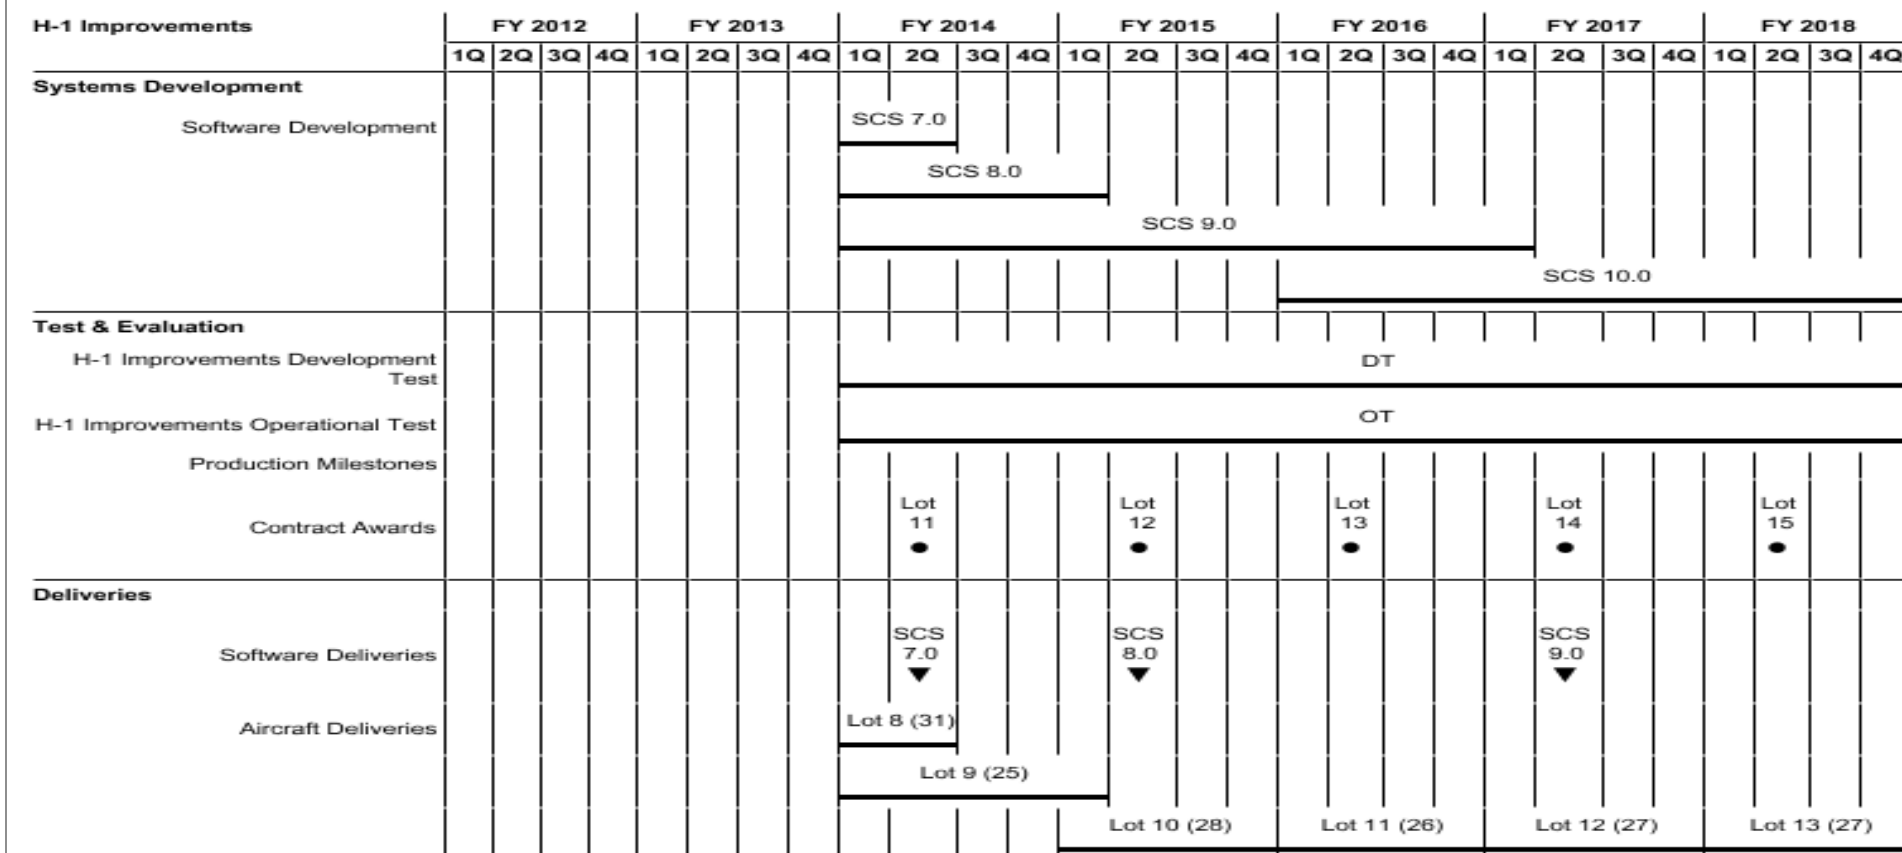 H-1 Improvements FY 2012 FY 2013 FY 2014 FY 2015 FY 2016 FY 2017 FY 2018
1Q 2Q 3Q 4Q 1Q 2Q 3Q 4Q 1Q 2Q 3Q 4Q 1Q 2Q 3Q 4Q 1Q 2Q 3Q 4Q 1Q 2Q 3Q 4Q 1Q 2Q 3Q 4Q
Systems Development
Software Development SCS 7.0
SCS 8.0
SCS 9.0
SCS 10.0
Test & Evaluation
H-1 Improvements Development
Test
DT
H-1 Improvements Operational Test OT
Production Milestones
Contract Awards
Lot Lot Lot Lot Lot
11 12 13 14 15
Deliveries
Software Deliveries
SCS SCS SCS
7.0 8.0 9.0
Aircraft Deliveries Lot 8 (31)
Lot 9 (25)
Lot 10 (28) Lot 11 (26) Lot 12 (27) Lot 13 (27)